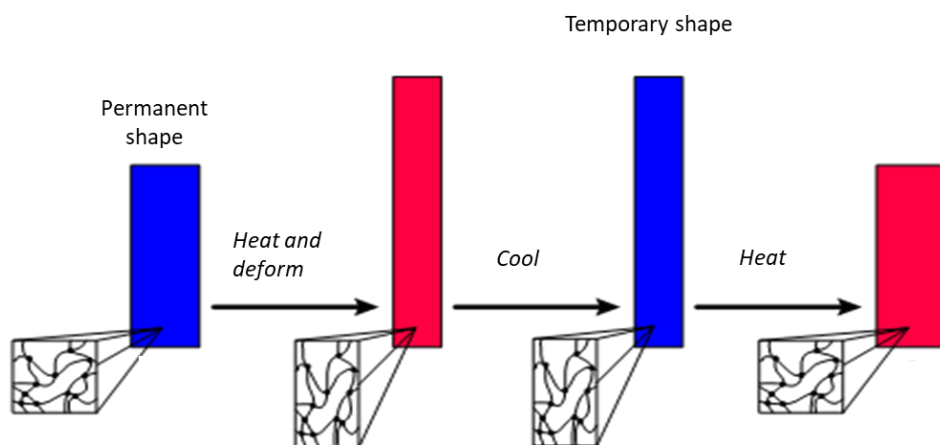 Temporary shape
Permanent
shape
Heat and
deform
Cool
Heat